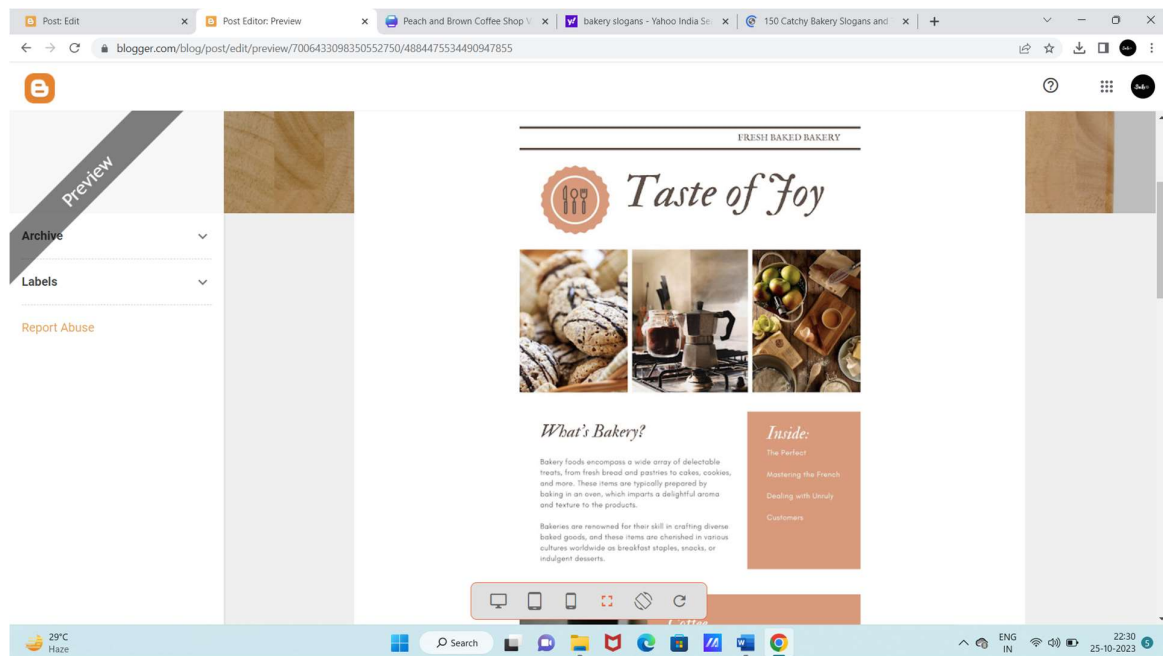 Post: Edit
Post Editor: Preview
Peach and Brown Coffee Shop
bakery slogans - Yahoo India Se
150 Catchy Bakery Slogans and
blogger.com/blog/post/edit/preview/7006433098350552750/4884475534490947855
Preview
Archive
Labels
Report Abuse
FRESH BAKED BAKERY
Taste of Joy
What's Bakery?
Bakery foods encompass a wide array of delectable
treats, from fresh bread and pastries to cakes, cookies,
and more. These items are typically prepared by
baking in an oven, which imparts a delightful aroma
and texture to the products.
Bakeries are renowned for their skill in crafting diverse
baked goods, and these items are cherished in various
cultures worldwide as breakfast staples, snacks, or
indulgent desserts.
Inside:
The Perfect
Mastering the French
Dealing with Unruly
Customers
Coffee
29°C
Haze
Search
ENG
IN
22:30
25-10-2023
5